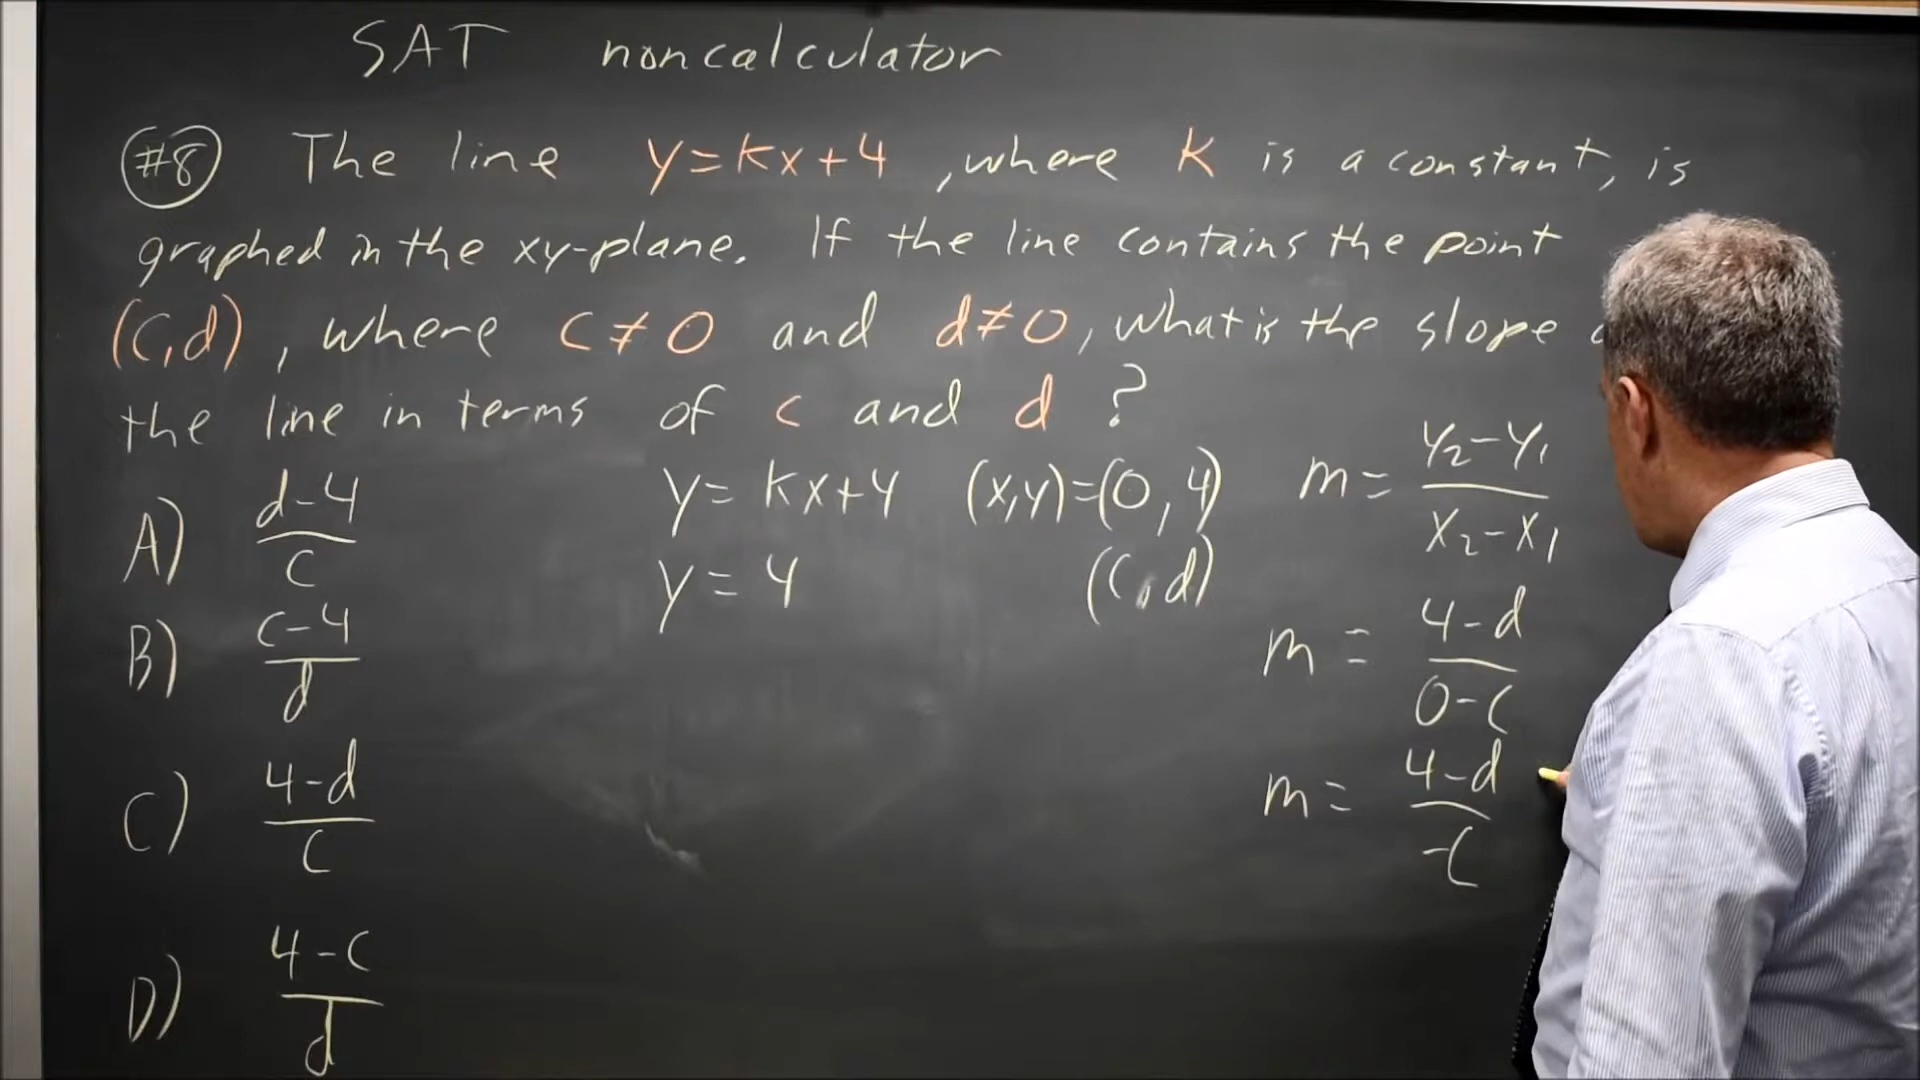 SAT noncalculator
#8 The line y=kx+4, where k is a constant, is
graphed in the xy-plane. If the line contains the point
(c,d), where c≠0 and d≠0, what is the slope
the line in terms of c and d?
A) d-4/c
B) c-4/d
C) 4-d/c
D) 4-c/d
y=kx+4 (x,y)=(0,4)
y=4 (c,d)
m= y₂-y₁/x₂-x₁
m= 4-d/0-c
m= 4-d/-c